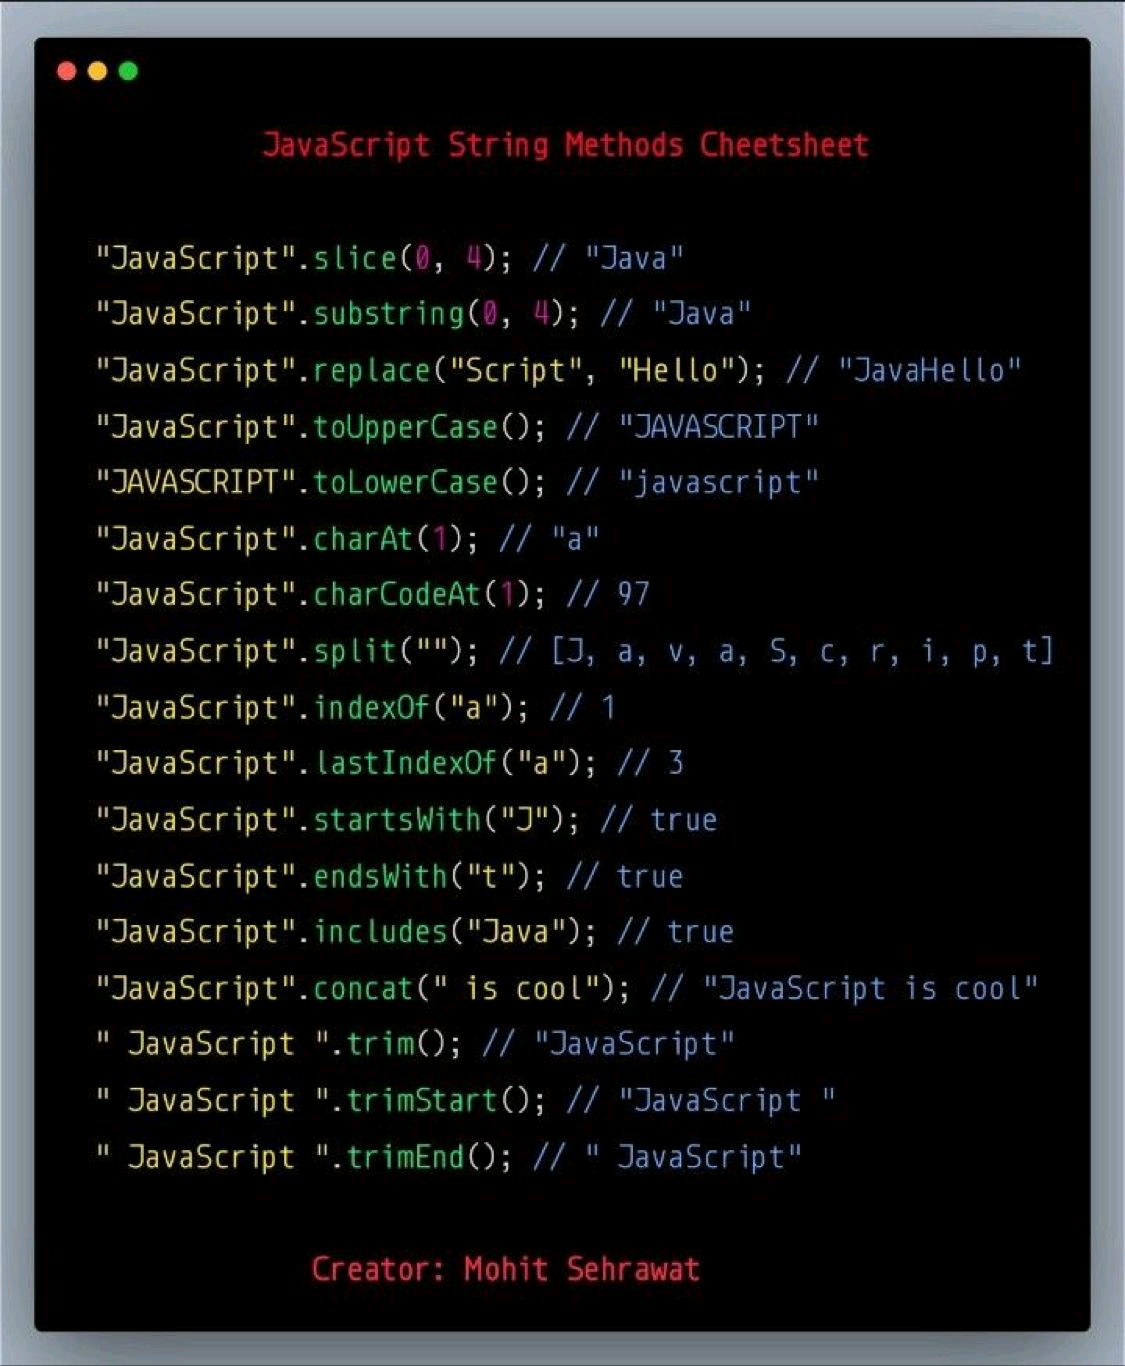 JavaScript String Methods Cheetsheet
"JavaScript".slice(0, 4); // "Java"
"JavaScript".substring(0, 4); // "Java"
"JavaScript".replace("Script", "Hello"); // "JavaHello"
"JavaScript".toUpperCase(); // "JAVASCRIPT"
"JAVASCRIPT".toLowerCase(); // "javascript"
"JavaScript".charAt(1); // "a"
"JavaScript".charCodeAt(1); // 97
"JavaScript".split(""); // [J, a, v, a, S, c, r, i, p, t]
"JavaScript".indexOf("a"); // 1
"JavaScript".lastIndexOf("a"); // 3
"JavaScript".startsWith("J"); // true
"JavaScript".endsWith("t"); // true
"JavaScript".includes("Java"); // true
"JavaScript".concat(" is cool"); // "JavaScript is cool"
" JavaScript ".trim(); // "JavaScript"
" JavaScript ".trimStart(); // "JavaScript "
" JavaScript ".trimEnd(); // " JavaScript"
Creator: Mohit Sehrawat